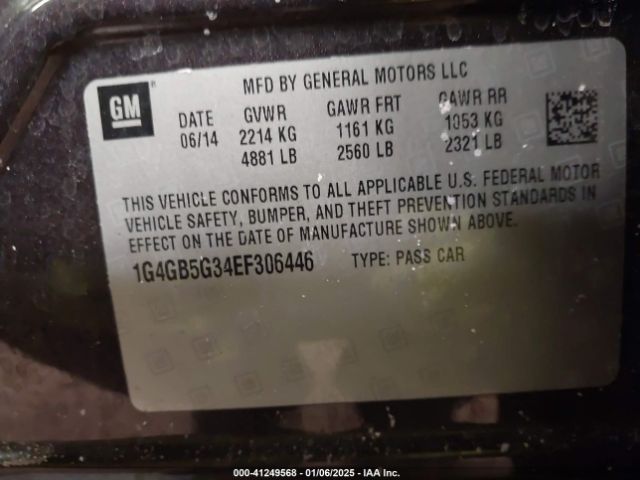 GM
MFD BY GENERAL MOTORS LLC
DATE GVWR GAWR FRT GAWR RR
06/14 2214 KG 1161 KG 1053 KG
4881 LB 2560 LB 2321 LB
THIS VEHICLE CONFORMS TO ALL APPLICABLE U.S. FEDERAL MOTOR
VEHICLE SAFETY, BUMPER, AND THEFT PREVENTION STANDARDS IN
EFFECT ON THE DATE OF MANUFACTURE SHOWN ABOVE.
1G4GB5G34EF306446 TYPE: PASS CAR
000-41249568 - 01/06/2025 - IAA Inc.